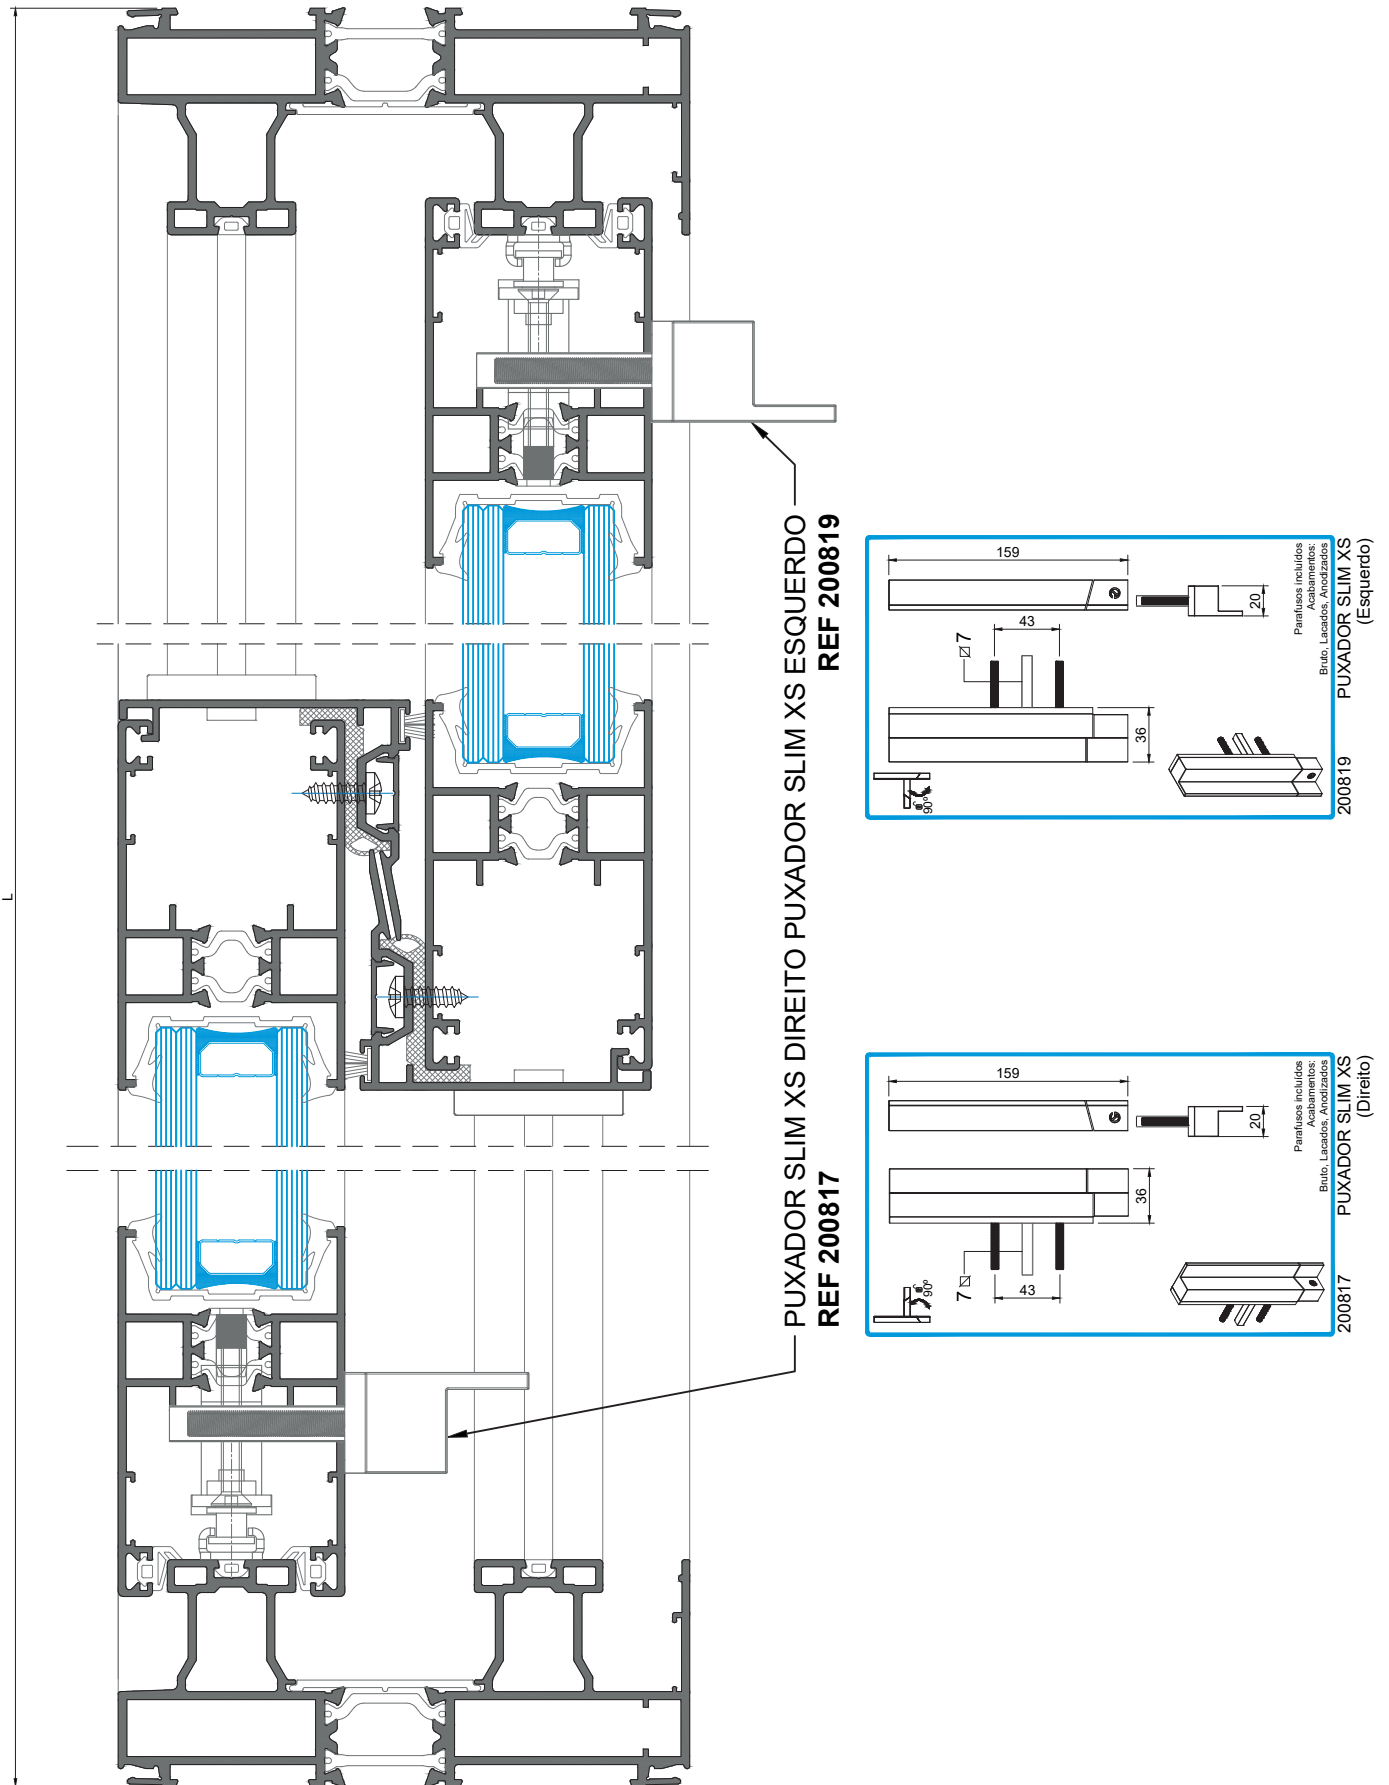 L
PUXADOR SLIM XS DIREITO
REF 200817
PUXADOR SLIM XS ESQUERDO
REF 200819
159
43
7
36
20
90º
Parafusos incluídos
Acabamentos:
Bruto, Lacados, Anodizados
200817
PUXADOR SLIM XS
(Direito)
159
43
7
36
20
90º
Parafusos incluídos
Acabamentos:
Bruto, Lacados, Anodizados
200819
PUXADOR SLIM XS
(Esquerdo)